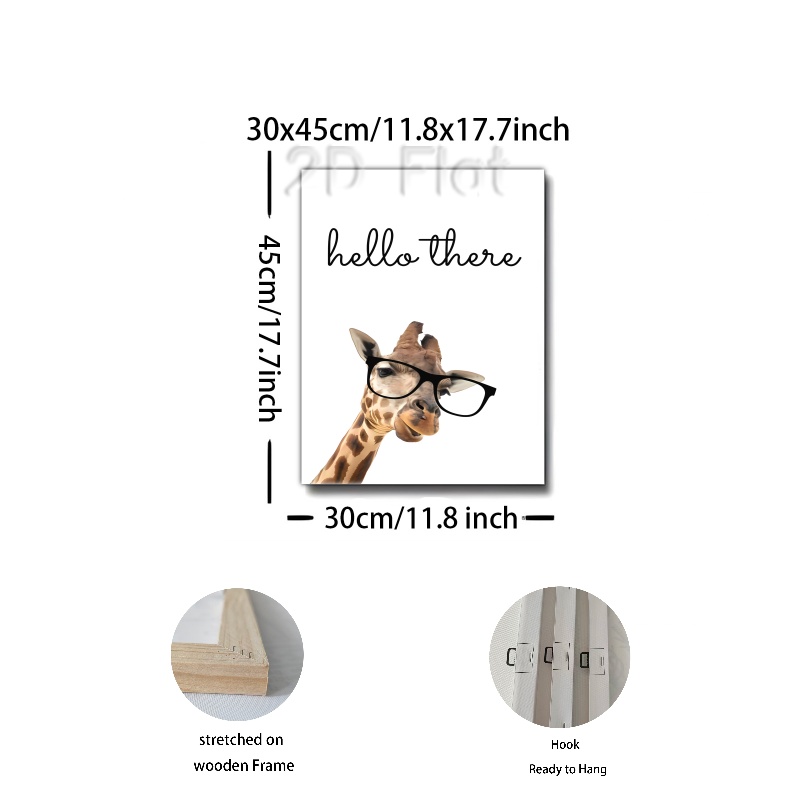 30x45cm/11.8x17.7inch
2D Flat
hello there
45cm/17.7inch
30cm/11.8 inch
stretched on
wooden Frame
Hook
Ready to Hang